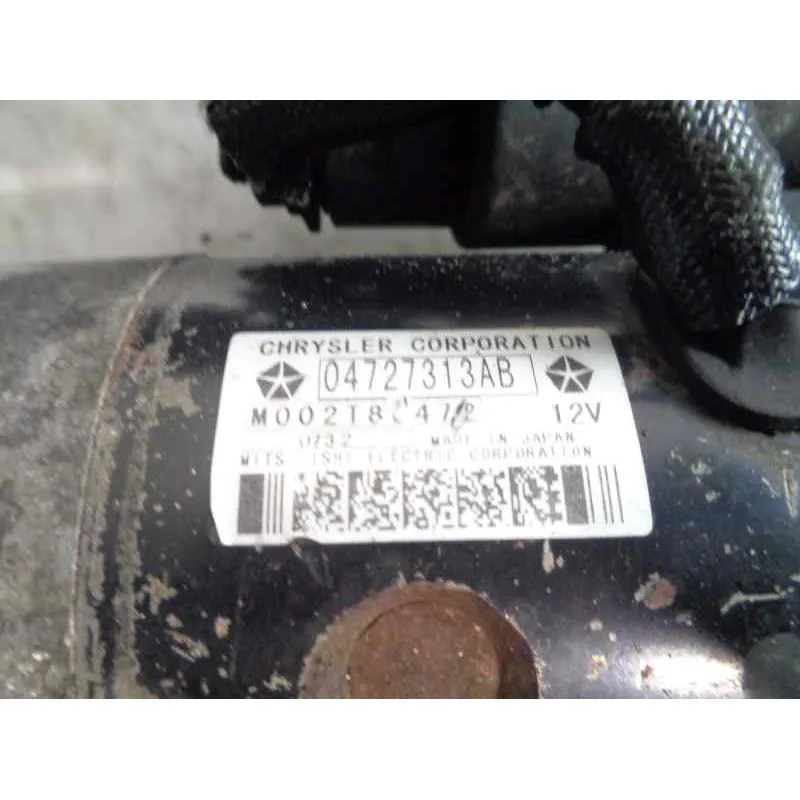 CHRYSLER CORPORATION
04727313AB
12V
0732 MADE IN JAPAN
ELECTRIC CORPORATION